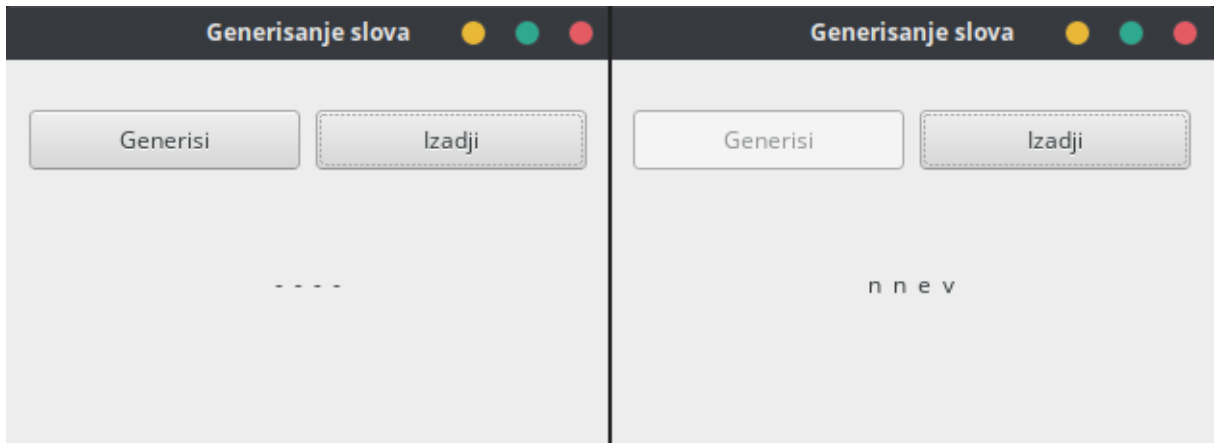 Generisanje slova
Generisi Izadji
- - - -
Generisanje slova
Generisi Izadji
n n e v